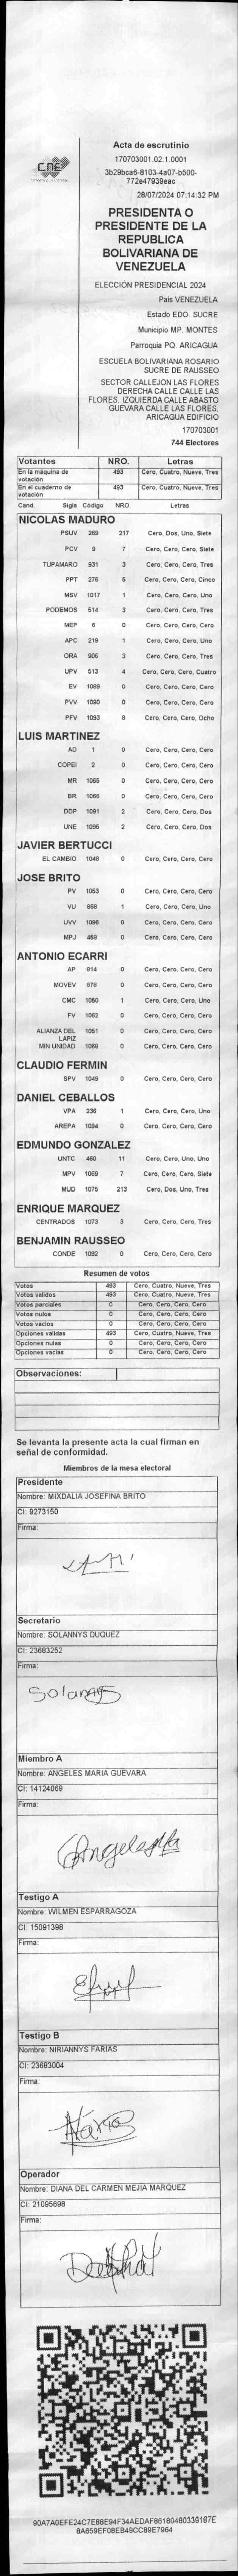 CNE
Acta de escrutinio
170703001.02.1.0001
3b29bca6-8103-4a07-b500-
772e47939eac
28/07/2024 07:14:32 PM
PRESIDENTA O
PRESIDENTE DE LA
REPUBLICA
BOLIVARIANA DE
VENEZUELA
ELECCIÓN PRESIDENCIAL 2024
País VENEZUELA
Estado EDO. SUCRE
Municipio MP. MONTES
Parroquia PQ. ARICAGUA
ESCUELA BOLIVARIANA ROSARIO
SUCRE DE RAUSSEO
SECTOR CALLEJON LAS FLORES
DERECHA CALLE CALLE LAS
FLORES. IZQUIERDA CALLE ABASTO
GUEVARA CALLE LAS FLORES,
ARICAGUA EDIFICIO
170703001
744 Electores
Votantes NRO. Letras
En la máquina de votación 493 Cero, Cuatro, Nueve, Tres
En el cuaderno de votación 493 Cero, Cuatro, Nueve, Tres
Cand. Sigla Código NRO. Letras
NICOLAS MADURO
PSUV 269 217 Cero, Dos, Uno, Siete
PCV 9 7 Cero, Cero, Cero, Siete
TUPAMARO 931 3 Cero, Cero, Cero, Tres
PPT 276 5 Cero, Cero, Cero, Cinco
MSV 1017 1 Cero, Cero, Cero, Uno
PODEMOS 514 3 Cero, Cero, Cero, Tres
MEP 6 0 Cero, Cero, Cero, Cero
APC 219 1 Cero, Cero, Cero, Uno
ORA 906 3 Cero, Cero, Cero, Tres
UPV 513 4 Cero, Cero, Cero, Cuatro
EV 1089 0 Cero, Cero, Cero, Cero
PVV 1090 0 Cero, Cero, Cero, Cero
PFV 1093 8 Cero, Cero, Cero, Ocho
LUIS MARTINEZ
AD 1 0 Cero, Cero, Cero, Cero
COPEI 2 0 Cero, Cero, Cero, Cero
MR 1065 0 Cero, Cero, Cero, Cero
BR 1066 0 Cero, Cero, Cero, Cero
DDP 1091 2 Cero, Cero, Cero, Dos
UNE 1095 2 Cero, Cero, Cero, Dos
JAVIER BERTUCCI
EL CAMBIO 1048 0 Cero, Cero, Cero, Cero
JOSE BRITO
PV 1053 0 Cero, Cero, Cero, Cero
VU 868 1 Cero, Cero, Cero, Uno
UVV 1096 0 Cero, Cero, Cero, Cero
MPJ 458 0 Cero, Cero, Cero, Cero
ANTONIO ECARRI
AP 814 0 Cero, Cero, Cero, Cero
MOVEV 878 0 Cero, Cero, Cero, Cero
CMC 1050 1 Cero, Cero, Cero, Uno
FV 1062 0 Cero, Cero, Cero, Cero
ALIANZA DEL LAPIZ 1051 0 Cero, Cero, Cero, Cero
MIN UNIDAD 1068 0 Cero, Cero, Cero, Cero
CLAUDIO FERMIN
SPV 1049 0 Cero, Cero, Cero, Cero
DANIEL CEBALLOS
VPA 236 1 Cero, Cero, Cero, Uno
AREPA 1094 0 Cero, Cero, Cero, Cero
EDMUNDO GONZALEZ
UNTC 460 11 Cero, Cero, Uno, Uno
MPV 1069 7 Cero, Cero, Cero, Siete
MUD 1075 213 Cero, Dos, Uno, Tres
ENRIQUE MARQUEZ
CENTRADOS 1073 3 Cero, Cero, Cero, Tres
BENJAMIN RAUSSEO
CONDE 1092 0 Cero, Cero, Cero, Cero
Resumen de votos
Votos 493 Cero, Cuatro, Nueve, Tres
Votos validos 493 Cero, Cuatro, Nueve, Tres
Votos parciales 0 Cero, Cero, Cero, Cero
Votos nulos 0 Cero, Cero, Cero, Cero
Votos vacios 0 Cero, Cero, Cero, Cero
Opciones validas 493 Cero, Cuatro, Nueve, Tres
Opciones nulas 0 Cero, Cero, Cero, Cero
Opciones vacias 0 Cero, Cero, Cero, Cero
Observaciones:
Se levanta la presente acta la cual firman en
señal de conformidad.
Miembros de la mesa electoral
Presidente
Nombre: MIXDALIA JOSEFINA BRITO
CI: 9273150
Firma:
Secretario
Nombre: SOLANNYS DUQUEZ
CI: 23683252
Firma:
Miembro A
Nombre: ANGELES MARIA GUEVARA
CI: 14124069
Firma:
Testigo A
Nombre: WILMEN ESPARRAGOZA
CI: 15091398
Firma:
Testigo B
Nombre: NIRIANNYS FARIAS
CI: 23683004
Firma:
Operador
Nombre: DIANA DEL CARMEN MEJIA MARQUEZ
CI: 21095698
Firma:
90A7A0EFE24C7E88E94F34AEDAF86180480339187E
8A659EF08EB49CC89E7964